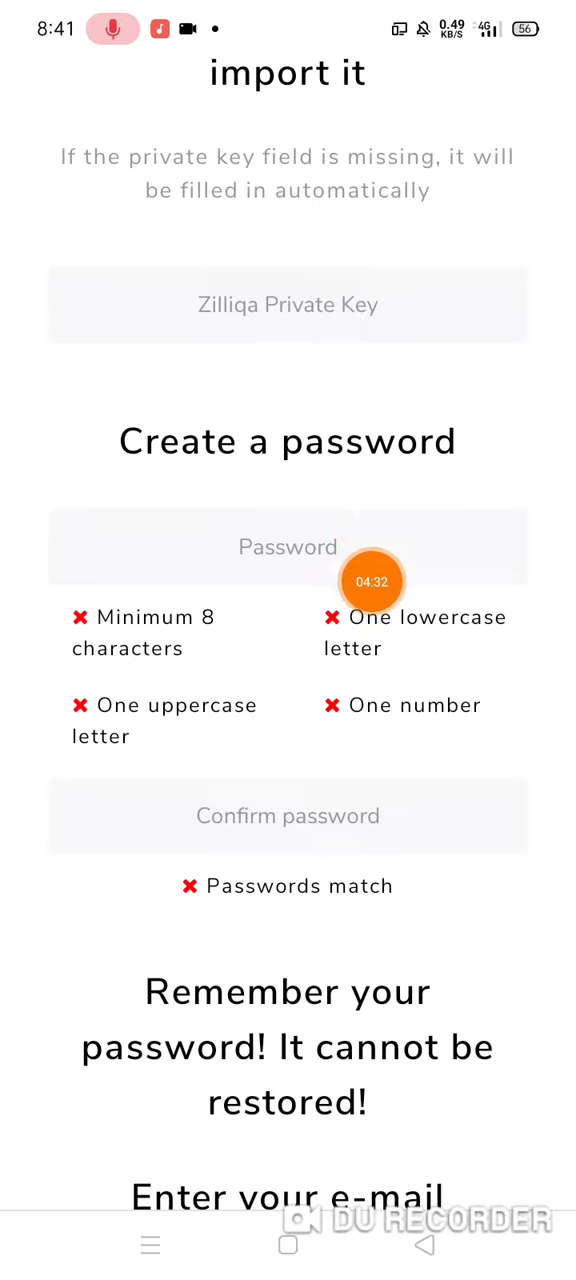 8:41
0.49
KB/S
4G
56
import it
If the private key field is missing, it will
be filled in automatically
Zilliqa Private Key
Create a password
Password
04:32
Minimum 8
characters
One lowercase
letter
One uppercase
letter
One number
Confirm password
Passwords match
Remember your
password! It cannot be
restored!
Enter your e-mail
DU RECORDER